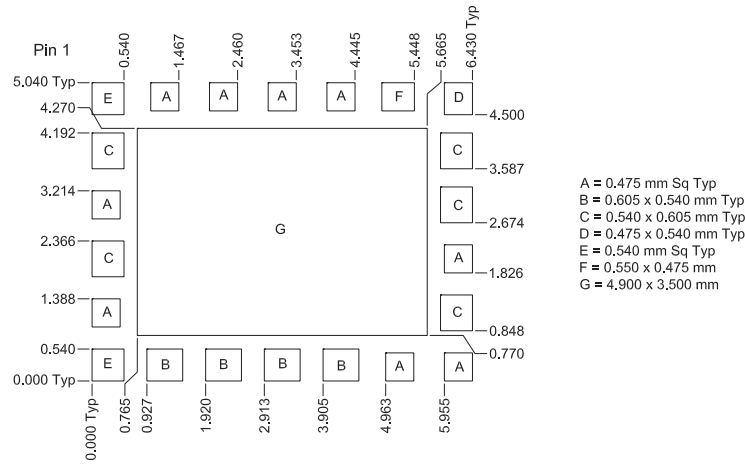 Pin 1
0.540
1.467
2.460
3.453
4.445
5.448
5.665
6.430 Typ
5.040 Typ
E
A
A
A
A
F
D
4.270
4.500
4.192
C
C
3.587
3.214
A
C
2.674
G
2.366
C
A
1.826
1.388
A
C
0.848
0.770
0.540
E
B
B
B
B
A
A
0.000 Typ
0.000 Typ
0.765
0.927
1.920
2.913
3.905
4.963
5.955
A = 0.475 mm Sq Typ
B = 0.605 x 0.540 mm Typ
C = 0.540 x 0.605 mm Typ
D = 0.475 x 0.540 mm Typ
E = 0.540 mm Sq Typ
F = 0.550 x 0.475 mm
G = 4.900 x 3.500 mm